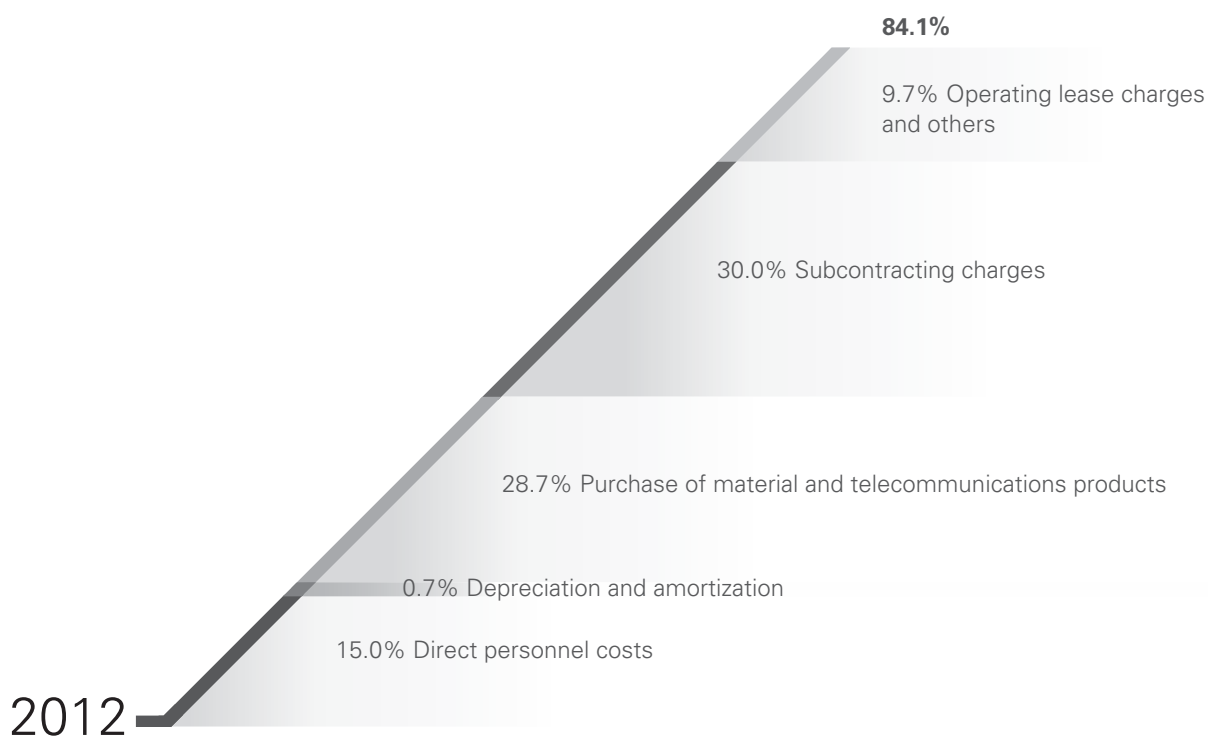 84.1%
9.7% Operating lease charges
and others
30.0% Subcontracting charges
28.7% Purchase of material and telecommunications products
0.7% Depreciation and amortization
15.0% Direct personnel costs
2012